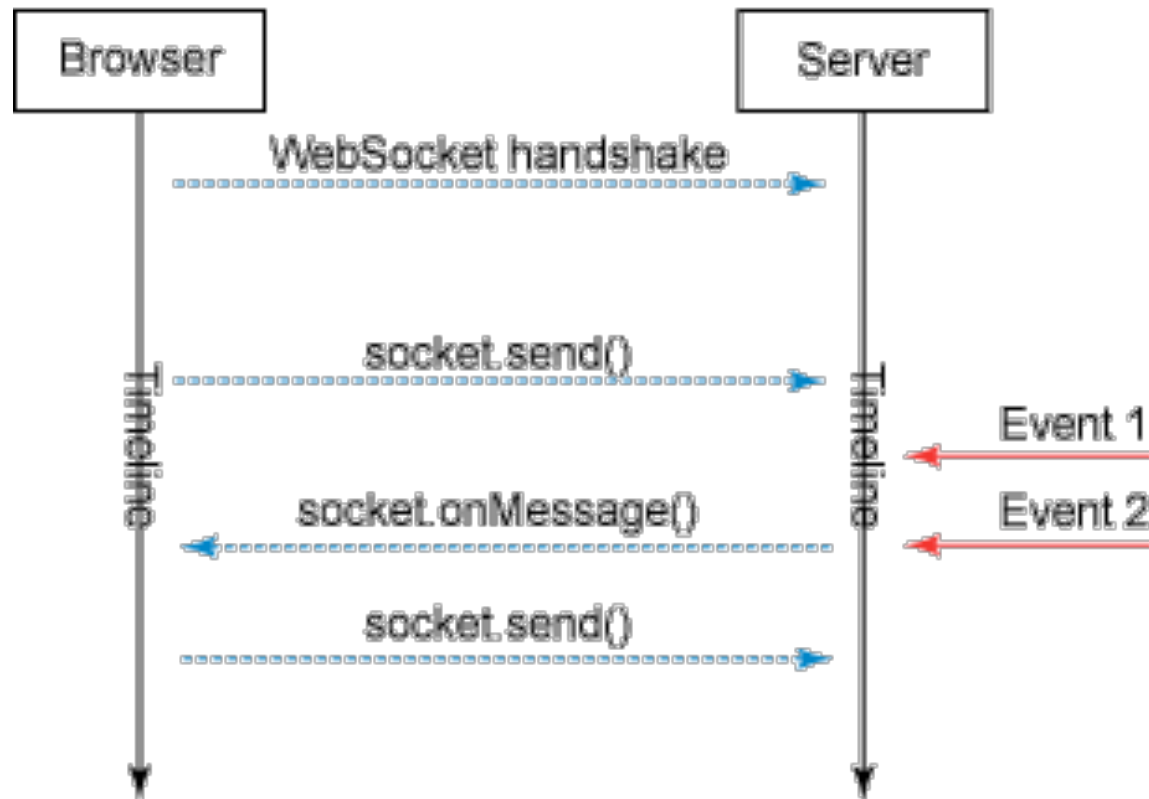 Browser
Server
WebSocket handshake
socket.send()
Timeline
Timeline
Event 1
socket.onMessage()
Event 2
socket.send()